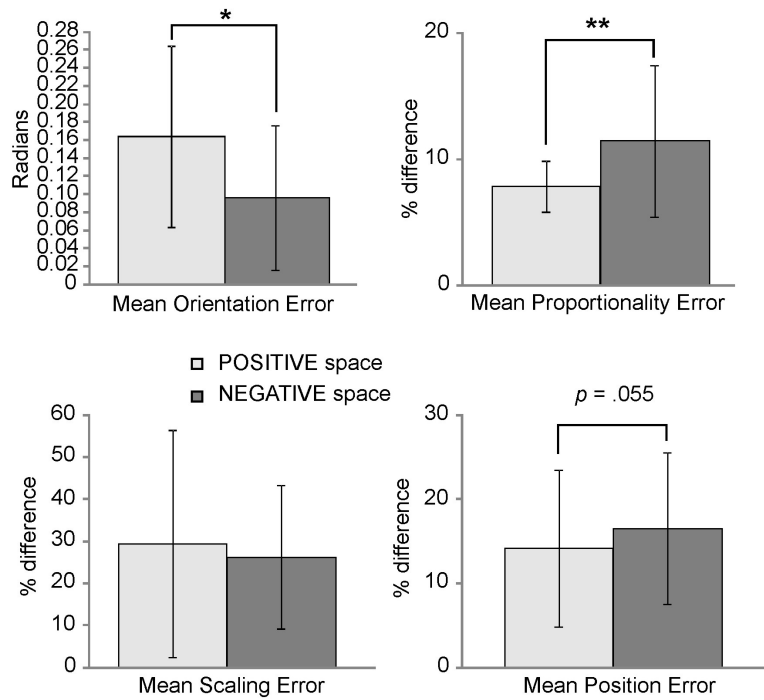 *
0.28
0.26
0.24
0.22
0.20
0.18
0.16
0.14
0.12
0.10
0.08
0.06
0.04
0.02
0
Radians
Mean Orientation Error
**
20
10
0
% difference
Mean Proportionality Error
POSITIVE space
NEGATIVE space
60
50
40
30
20
10
0
% difference
Mean Scaling Error
p = .055
30
20
10
0
% difference
Mean Position Error